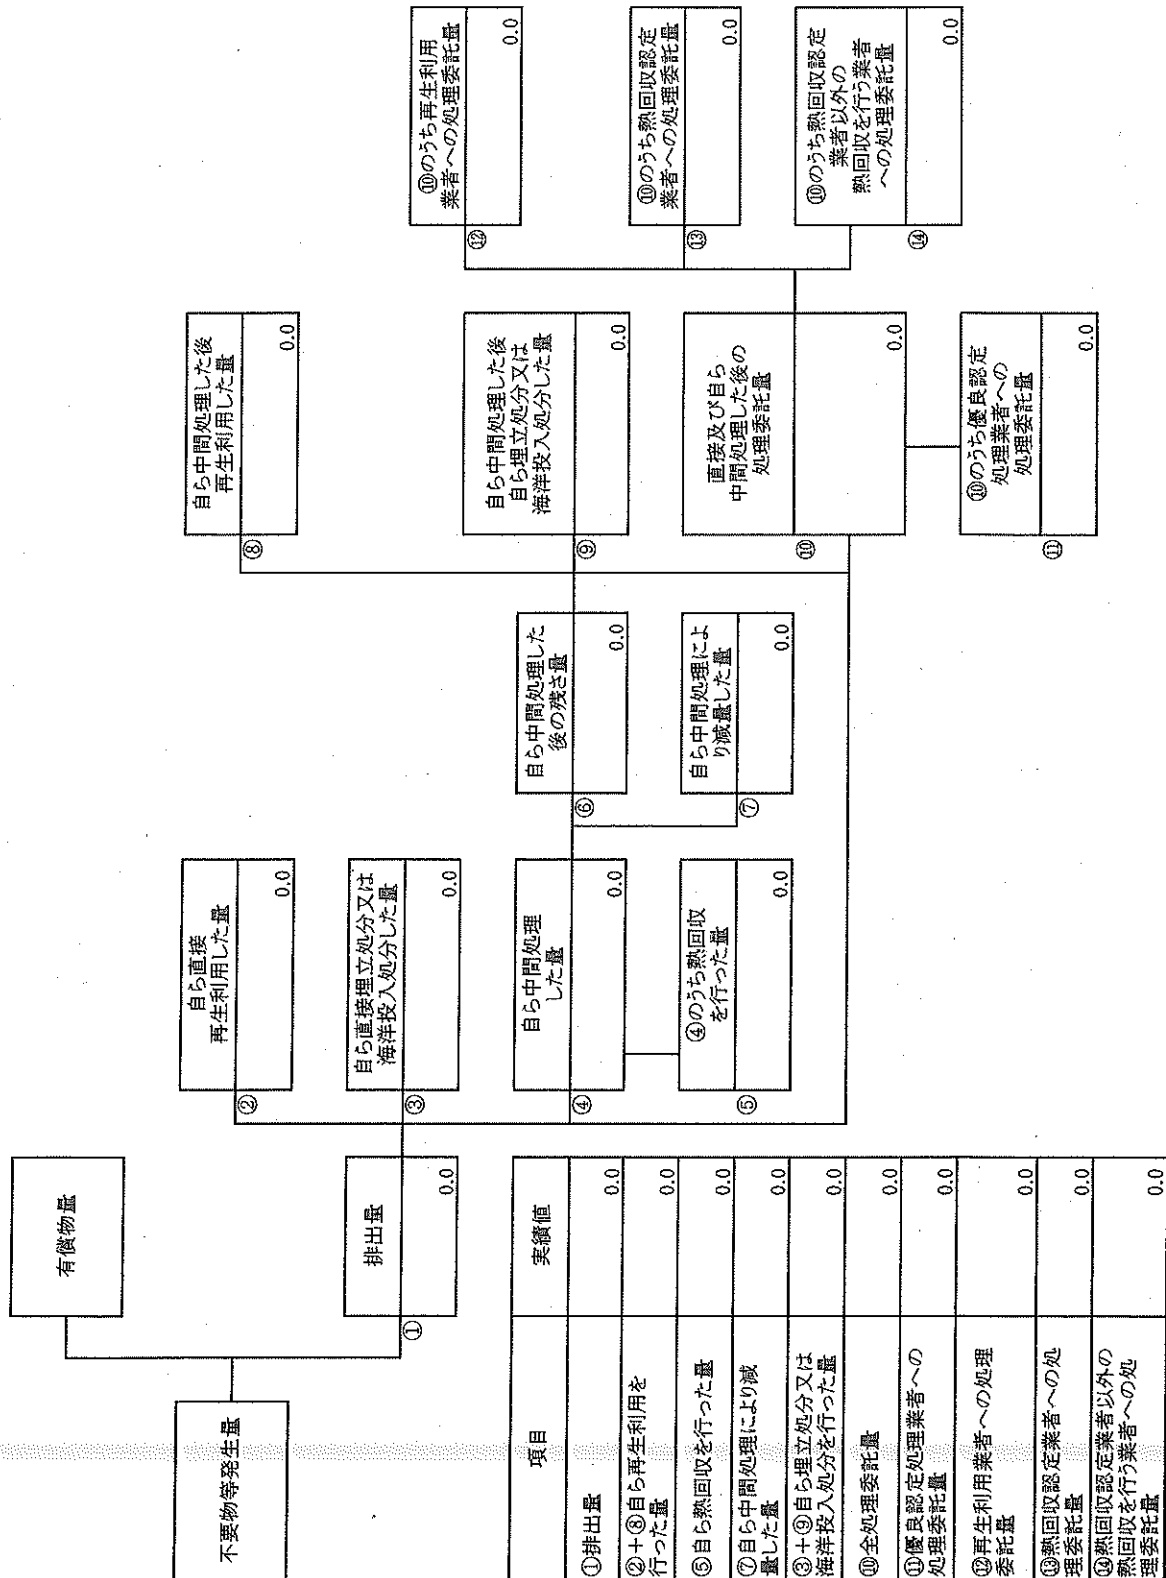 不要物等発生量
有償物量
排出量
①
0.0
自ら直接
再生利用した量
②
0.0
自ら直接埋立処分又は
海洋投入処分した量
③
0.0
自ら中間処理
した量
④
0.0
④のうち熱回収
を行った量
⑤
0.0
自ら中間処理した
後の残さ量
⑥
0.0
自ら中間処理によ
り減量した量
⑦
0.0
自ら中間処理した後
再生利用した量
⑧
0.0
自ら中間処理した後
自ら埋立処分又は
海洋投入処分した量
⑨
0.0
直接及び自ら
中間処理した後の
処理委託量
⑩
0.0
⑩のうち優良認定
処理業者への
処理委託量
⑪
0.0
⑩のうち再生利用
業者への処理委託量
⑫
0.0
⑩のうち熱回収認定
業者への処理委託量
⑬
0.0
⑩のうち熱回収認定
業者以外の
熱回収を行う業者
への処理委託量
⑭
0.0
項目 実績値
①排出量 0.0
②+⑧自ら再生利用を
行った量 0.0
⑤自ら熱回収を行った量 0.0
⑦自ら中間処理により減
量した量 0.0
③+⑨自ら埋立処分又は
海洋投入処分を行った量 0.0
⑩全処理委託量 0.0
⑪優良認定処理業者への
処理委託量 0.0
⑫再生利用業者への処理
委託量 0.0
⑬熱回収認定業者への処
理委託量 0.0
⑭熱回収認定業者以外の
熱回収を行う業者への処
理委託量 0.0